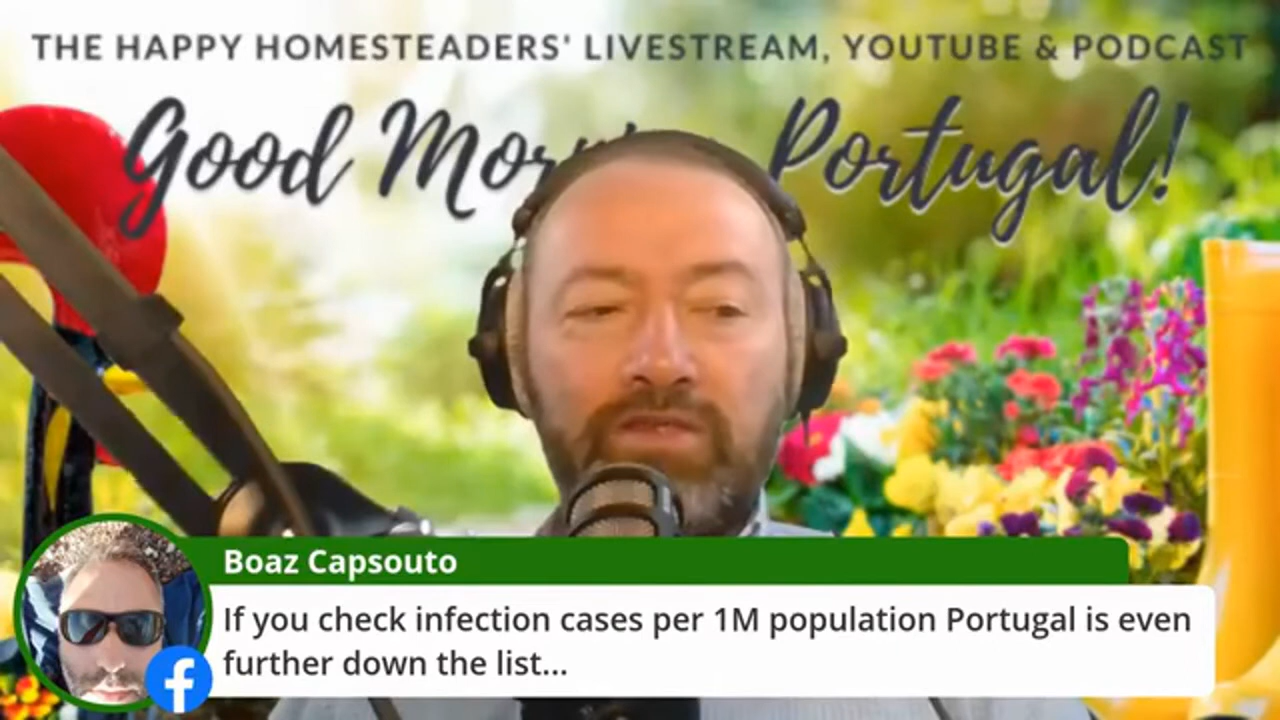 THE HAPPY HOMESTEADERS' LIVESTREAM, YOUTUBE & PODCAST
Good Mor Portugal!
Boaz Capsouto
If you check infection cases per 1M population Portugal is even
further down the list...